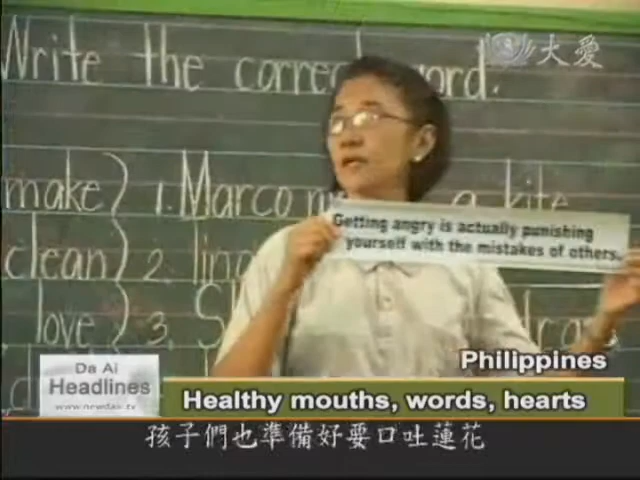 大愛
Write the correct word.
make) 1. Marco a kite
clean) 2.
love) 3.
Getting angry is actually punishing
yourself with the mistakes of others.
Philippines
Da Ai
Headlines
Healthy mouths, words, hearts
孩子們也準備好要口吐蓮花